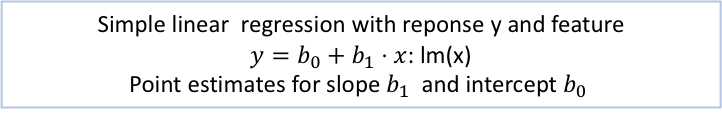 Simple linear  regression with reponse y and feature
𝑦 = 𝑏₀ + 𝑏₁ · 𝑥: lm(x)
Point estimates for slope 𝑏₁  and intercept 𝑏₀